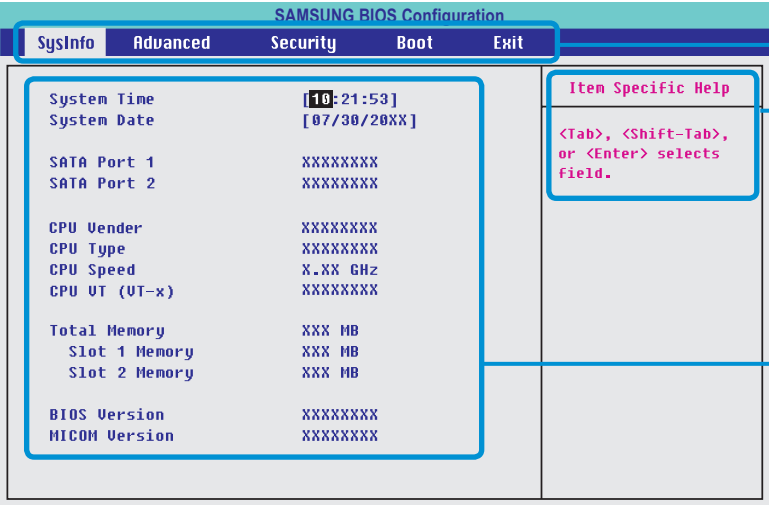 SAMSUNG BIOS Configuration
SysInfo Advanced Security Boot Exit
System Time [10:21:53]
System Date [07/30/20XX]
SATA Port 1 XXXXXXXX
SATA Port 2 XXXXXXXX
CPU Vender XXXXXXXX
CPU Type XXXXXXXX
CPU Speed X.XX GHz
CPU VT (VT-x) XXXXXXXX
Total Memory XXX MB
Slot 1 Memory XXX MB
Slot 2 Memory XXX MB
BIOS Version XXXXXXXX
MICOM Version XXXXXXXX
Item Specific Help
<Tab>, <Shift-Tab>,
or <Enter> selects
field.